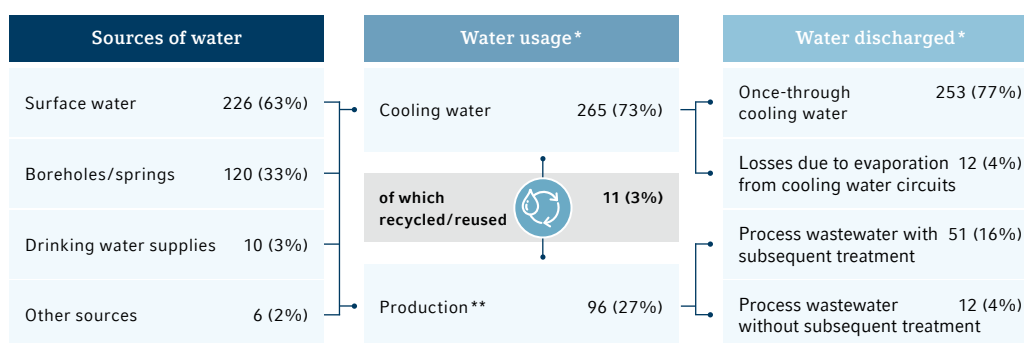 Sources of water
Surface water 226 (63%)
Boreholes/springs 120 (33%)
Drinking water supplies 10 (3%)
Other sources 6 (2%)
Water usage*
Cooling water 265 (73%)
of which 11 (3%)
recycled/reused
Production** 96 (27%)
Water discharged*
Once-through 253 (77%)
cooling water
Losses due to evaporation 12 (4%)
from cooling water circuits
Process wastewater with 51 (16%)
subsequent treatment
Process wastewater 12 (4%)
without subsequent treatment